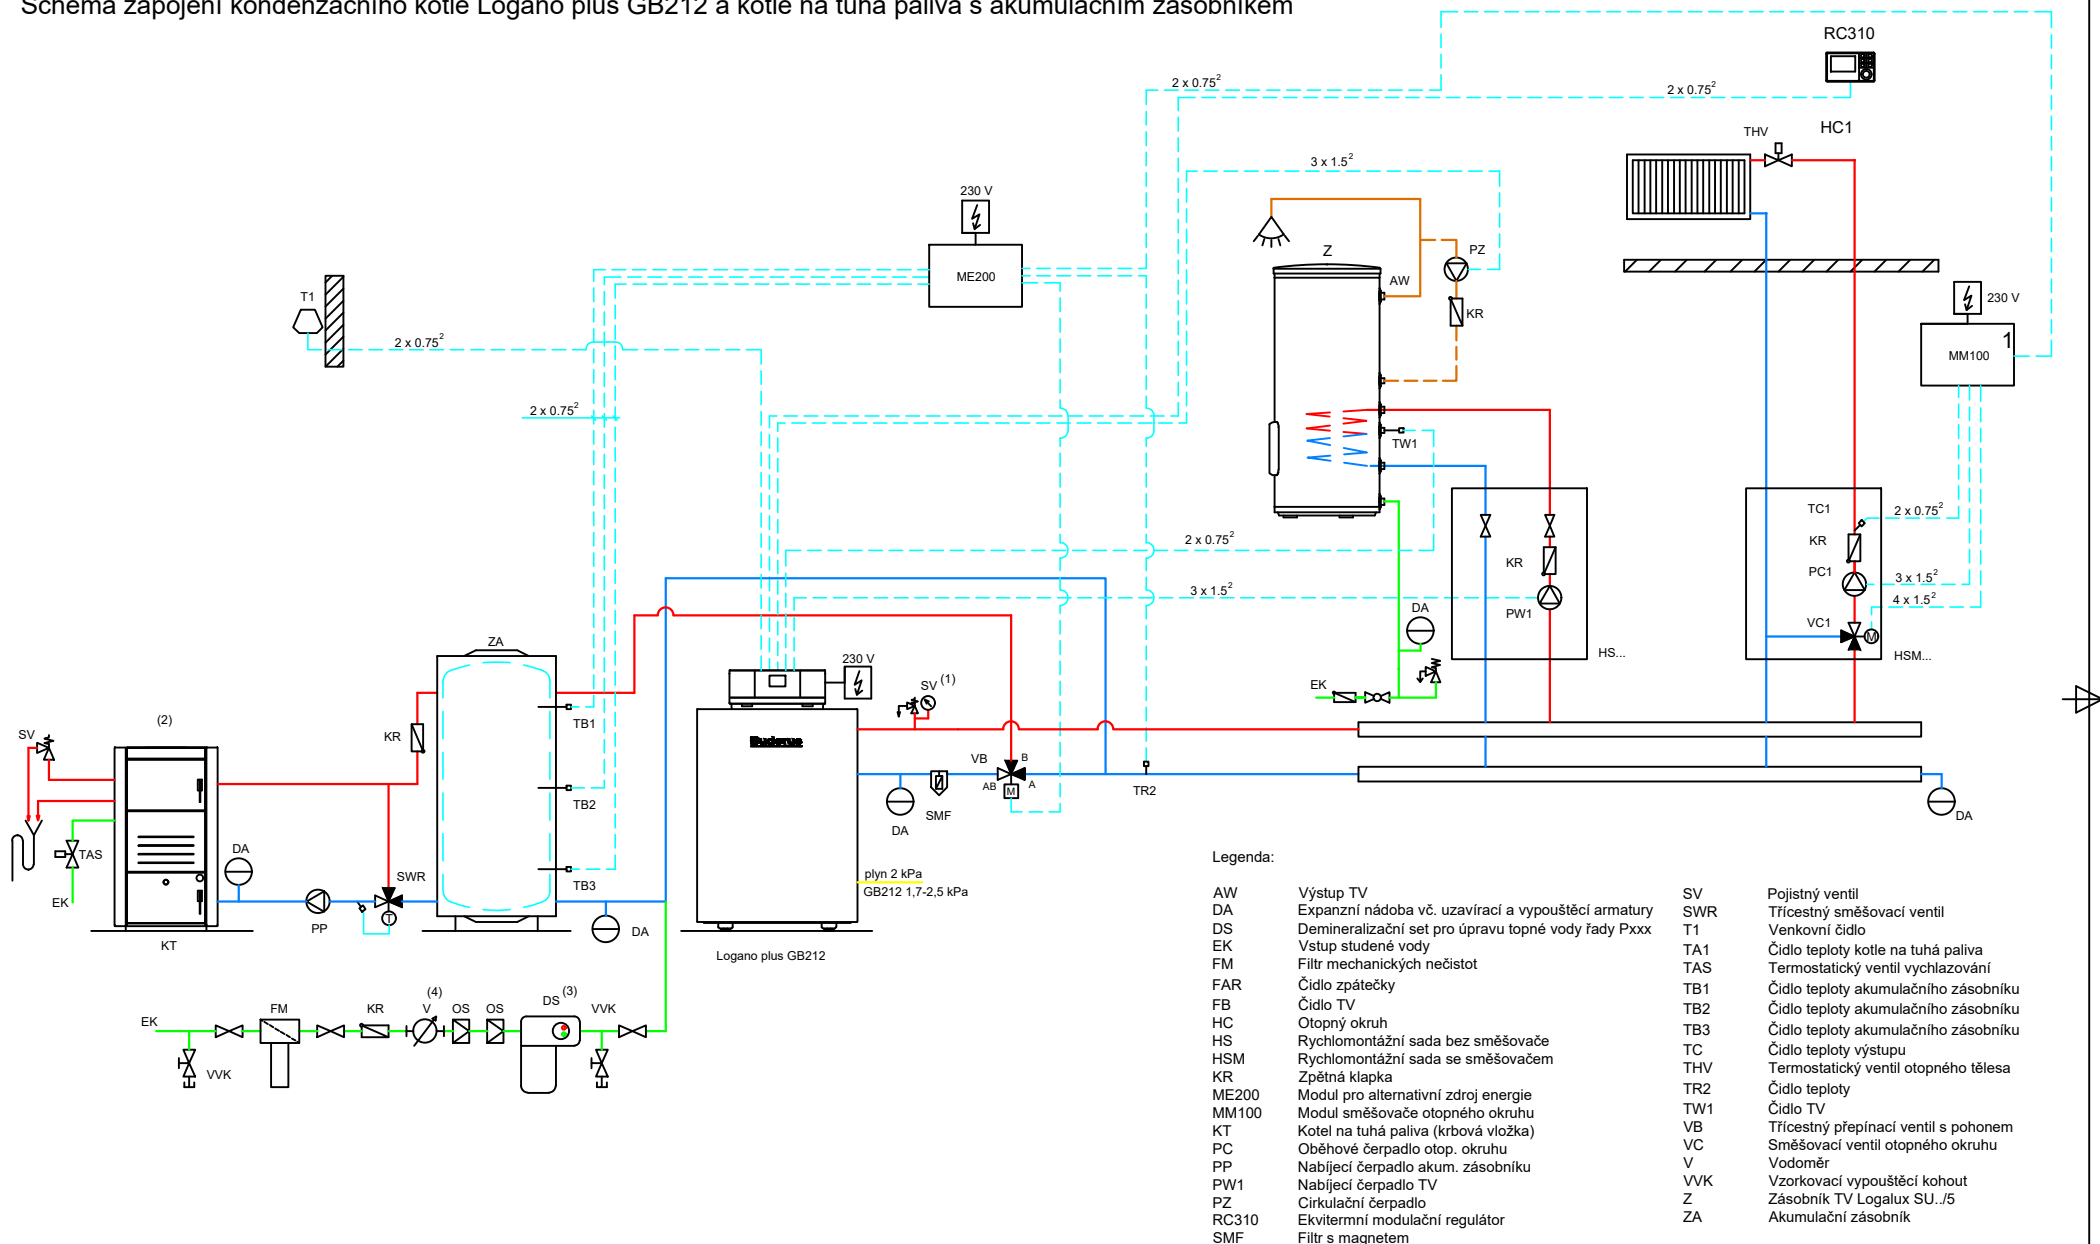 Schéma zapojení kondenzačního kotle Logano plus GB212 a kotle na tuhá paliva s akumulačním zásobníkem
RC310
2 x 0.75²
2 x 0.75²
THV
HC1
3 x 1.5²
230 V
ME200
Z
PZ
AW
KR
230 V
1
MM100
T1
2 x 0.75²
2 x 0.75²
TW1
TC1
2 x 0.75²
2 x 0.75²
KR
KR
PC1
3 x 1.5²
3 x 1.5²
4 x 1.5²
PW1
DA
VC1
M
HS...
HSM...
ZA
230 V
SV (1)
EK
(2)
SV
KR
TB1
Buderus
VB
B
AB
A
M
TR2
TB2
DA
SMF
DA
TAS
DA
SWR
TB3
plyn 2 kPa
GB212 1,7-2,5 kPa
EK
T
PP
DA
KT
Logano plus GB212
EK
FM
KR
(4)
V
OS
OS
DS (3)
VVK
VVK
Legenda:
AW Výstup TV
DA Expanzní nádoba vč. uzavírací a vypouštěcí armatury
DS Demineralizační set pro úpravu topné vody řady Pxxx
EK Vstup studené vody
FM Filtr mechanických nečistot
FAR Čidlo zpátečky
FB Čidlo TV
HC Otopný okruh
HS Rychlomontážní sada bez směšovače
HSM Rychlomontážní sada se směšovačem
KR Zpětná klapka
ME200 Modul pro alternativní zdroj energie
MM100 Modul směšovače otopného okruhu
KT Kotel na tuhá paliva (krbová vložka)
PC Oběhové čerpadlo otop. okruhu
PP Nabíjecí čerpadlo akum. zásobníku
PW1 Nabíjecí čerpadlo TV
PZ Cirkulační čerpadlo
RC310 Ekvitermní modulační regulátor
SMF Filtr s magnetem
SV Pojistný ventil
SWR Třícestný směšovací ventil
T1 Venkovní čidlo
TA1 Čidlo teploty kotle na tuhá paliva
TAS Termostatický ventil vychlazování
TB1 Čidlo teploty akumulačního zásobníku
TB2 Čidlo teploty akumulačního zásobníku
TB3 Čidlo teploty akumulačního zásobníku
TC Čidlo teploty výstupu
THV Termostatický ventil otopného tělesa
TR2 Čidlo teploty
TW1 Čidlo TV
VB Třícestný přepínací ventil s pohonem
VC Směšovací ventil otopného okruhu
V Vodoměr
VVK Vzorkovací vypouštěcí kohout
Z Zásobník TV Logalux SU../5
ZA Akumulační zásobník